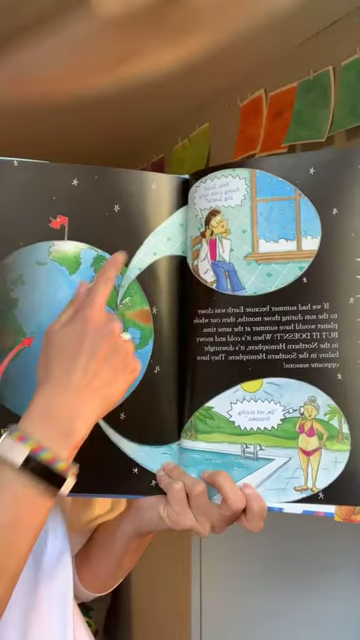 If we had summer because Earth was closer
to the sun during those months, then our whole
planet would have summer at the same time.
BUT IT DOESN'T! When it's cold and snowy
in the Northern Hemisphere, it's downright
balmy in the Southern Hemisphere. They have
opposite seasons!